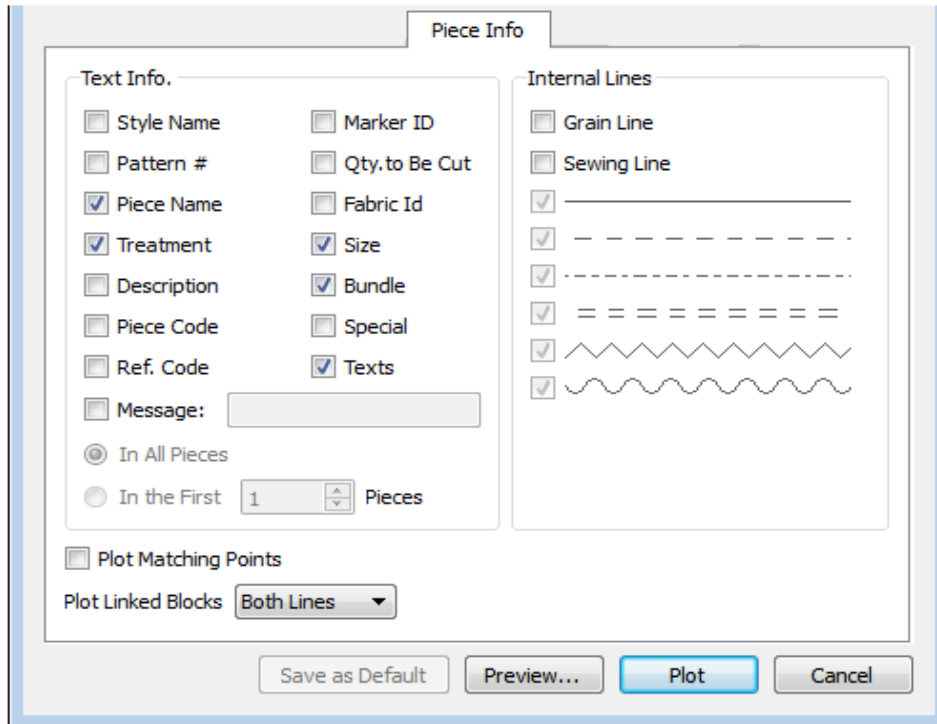 Piece Info
Text Info.
Style Name
Marker ID
Pattern #
Qty.to Be Cut
Piece Name
Fabric Id
Treatment
Size
Description
Bundle
Piece Code
Special
Ref. Code
Texts
Message:
In All Pieces
In the First 1 Pieces
Internal Lines
Grain Line
Sewing Line
Plot Matching Points
Plot Linked Blocks Both Lines
Save as Default Preview... Plot Cancel